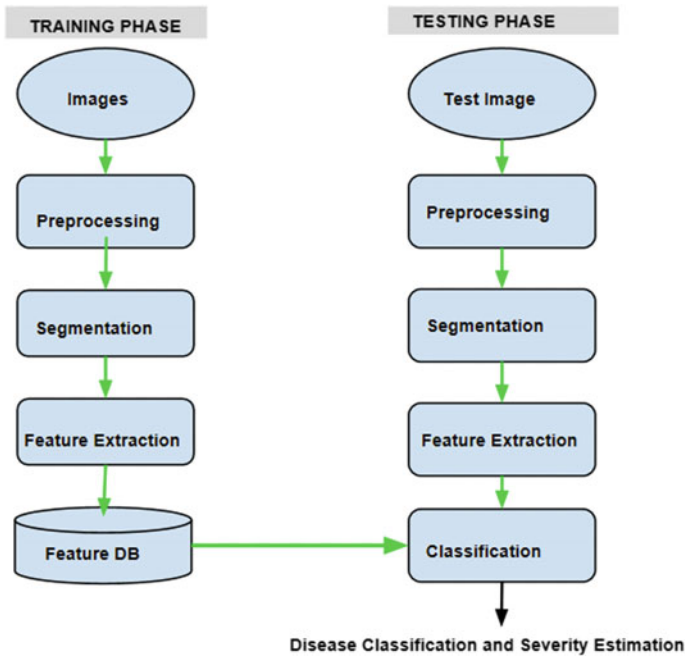 TRAINING PHASE
Images
Preprocessing
Segmentation
Feature Extraction
Feature DB
TESTING PHASE
Test Image
Preprocessing
Segmentation
Feature Extraction
Classification
Disease Classification and Severity Estimation